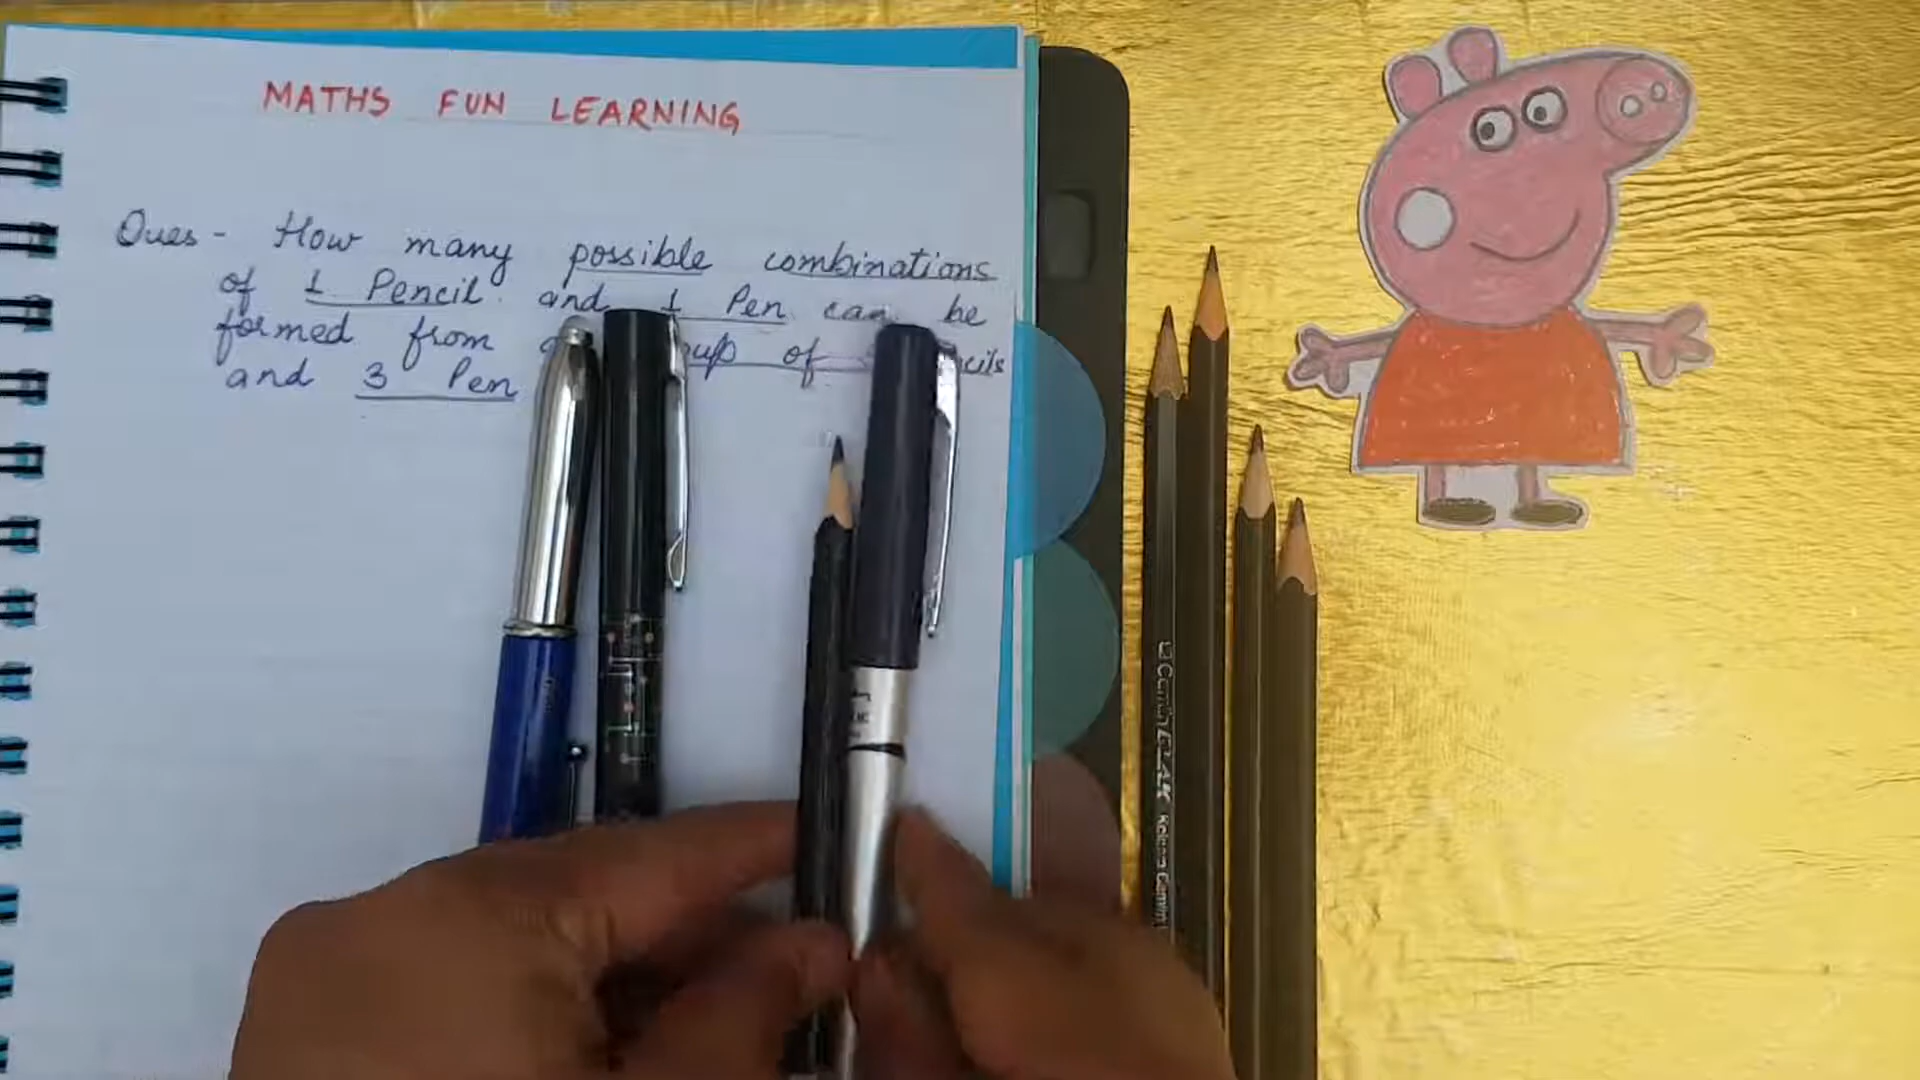 MATHS FUN LEARNING
Ques - How many possible combinations
of 1 Pencil and 1 Pen can be
formed from of
and 3 Pen